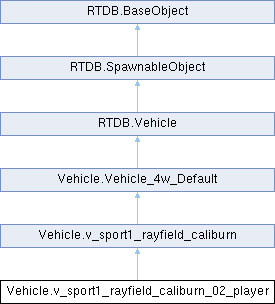 RTDB.BaseObject
RTDB.SpawnableObject
RTDB.Vehicle
Vehicle.Vehicle_4w_Default
Vehicle.v_sport1_rayfield_caliburn
Vehicle.v_sport1_rayfield_caliburn_02_player